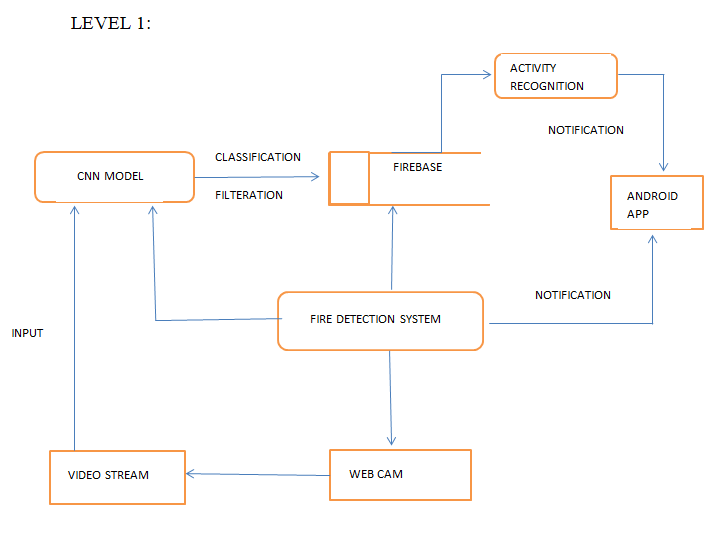 LEVEL 1:
ACTIVITY
RECOGNITION
NOTIFICATION
CLASSIFICATION
FIREBASE
CNN MODEL
FILTERATION
ANDROID
APP
NOTIFICATION
FIRE DETECTION SYSTEM
INPUT
VIDEO STREAM
WEB CAM